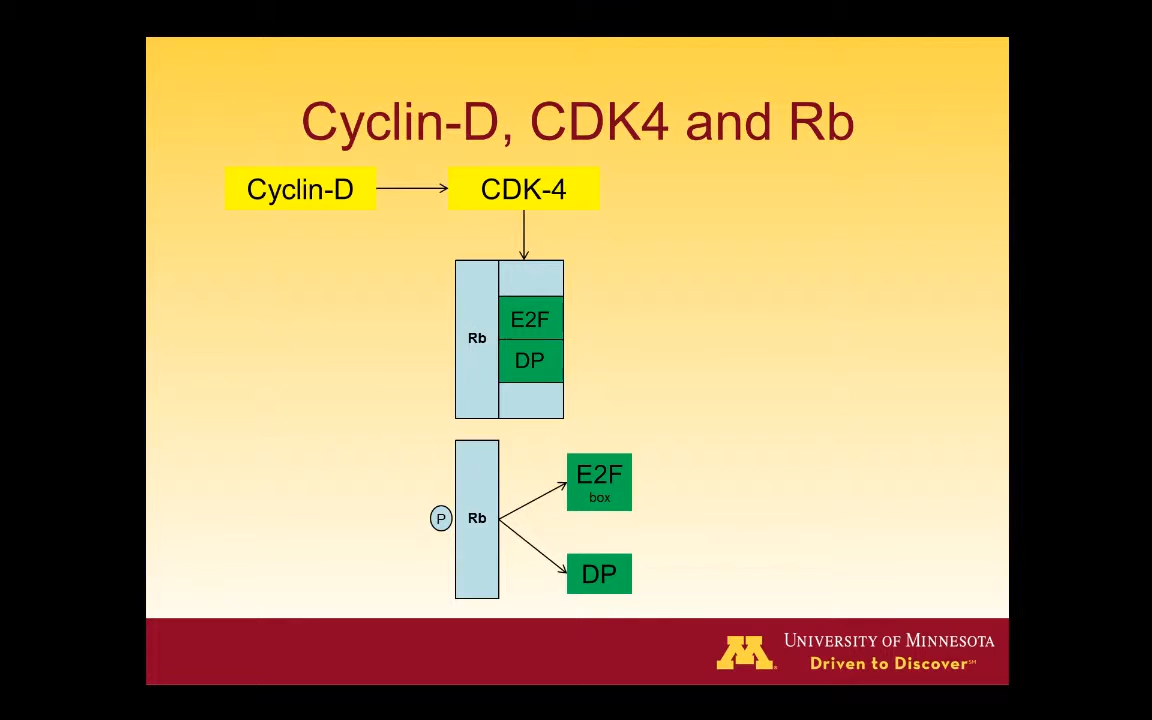 Cyclin-D, CDK4 and Rb
Cyclin-D
CDK-4
Rb
E2F
DP
P
Rb
E2F
box
DP
UNIVERSITY OF MINNESOTA
Driven to Discover℠